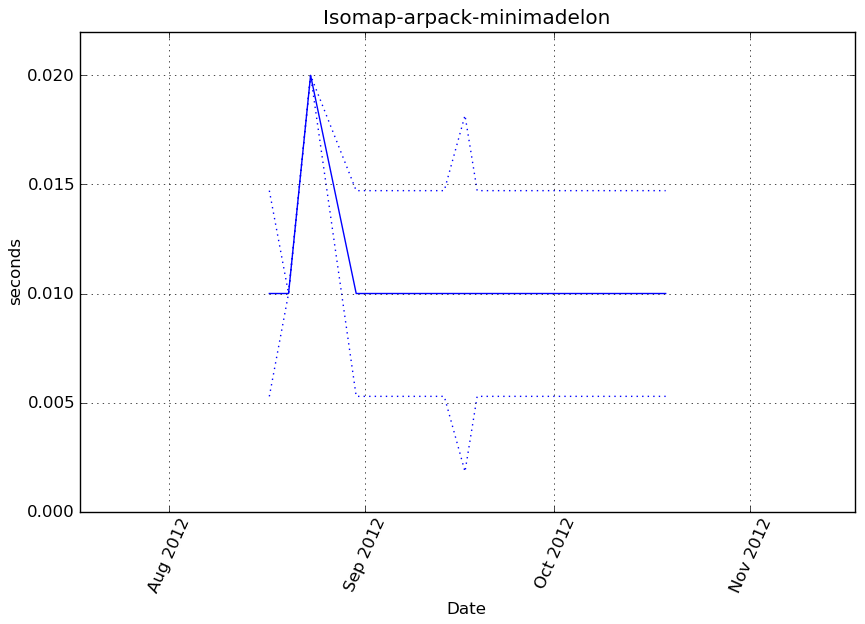 Isomap-arpack-minimadelon
seconds
0.020
0.015
0.010
0.005
0.000
Aug 2012
Sep 2012
Oct 2012
Nov 2012
Date